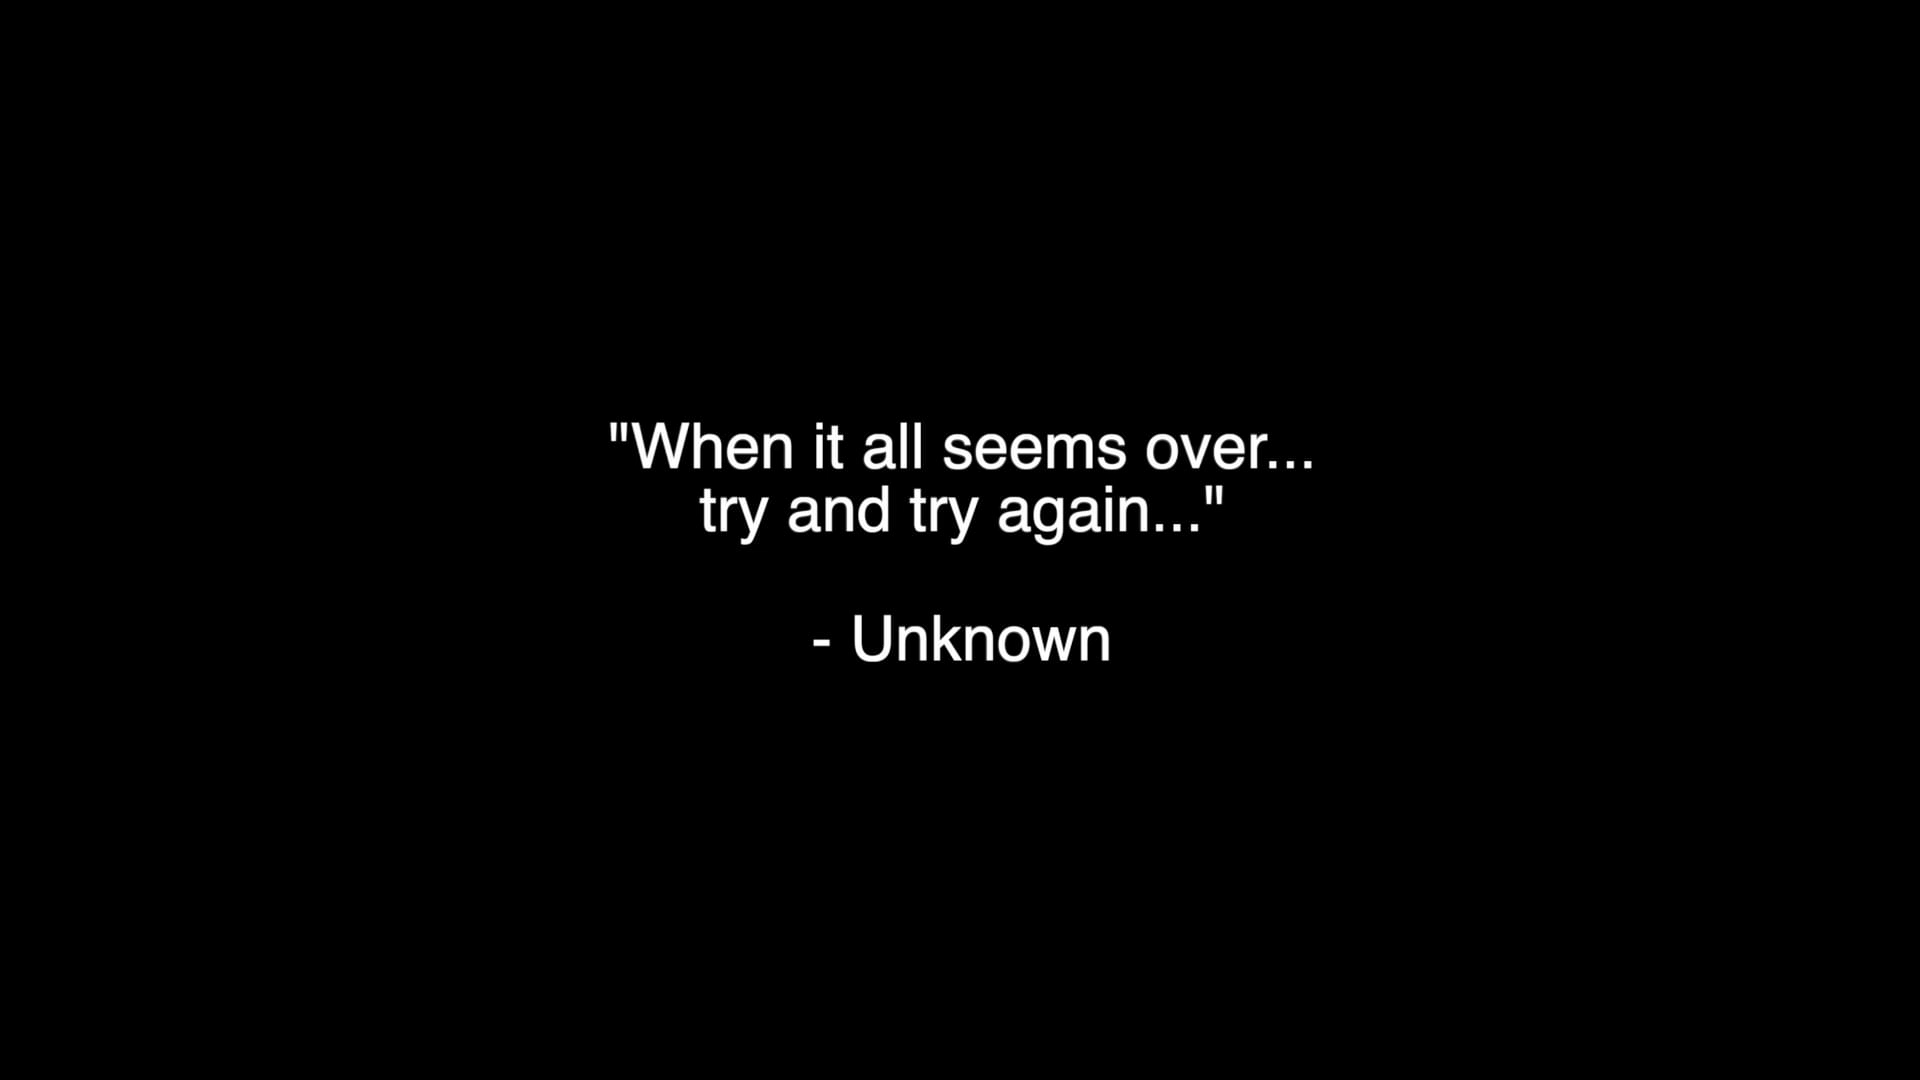 "When it all seems over...
try and try again..."
- Unknown